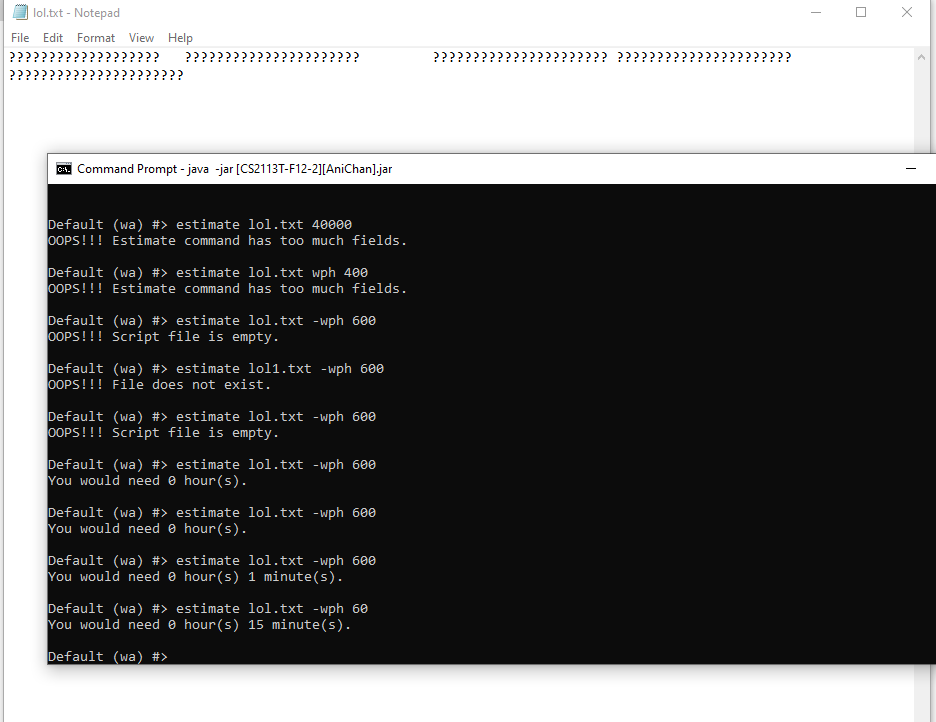 lol.txt - Notepad
File Edit Format View Help
??????????????????? ?????????????????????? ?????????????????????? ??????????????????????
??????????????????????
Command Prompt - java -jar [CS2113T-F12-2][AniChan].jar
Default (wa) #> estimate lol.txt 40000
OOPS!!! Estimate command has too much fields.
Default (wa) #> estimate lol.txt wph 400
OOPS!!! Estimate command has too much fields.
Default (wa) #> estimate lol.txt -wph 600
OOPS!!! Script file is empty.
Default (wa) #> estimate lol1.txt -wph 600
OOPS!!! File does not exist.
Default (wa) #> estimate lol.txt -wph 600
OOPS!!! Script file is empty.
Default (wa) #> estimate lol.txt -wph 600
You would need 0 hour(s).
Default (wa) #> estimate lol.txt -wph 600
You would need 0 hour(s).
Default (wa) #> estimate lol.txt -wph 600
You would need 0 hour(s) 1 minute(s).
Default (wa) #> estimate lol.txt -wph 60
You would need 0 hour(s) 15 minute(s).
Default (wa) #>